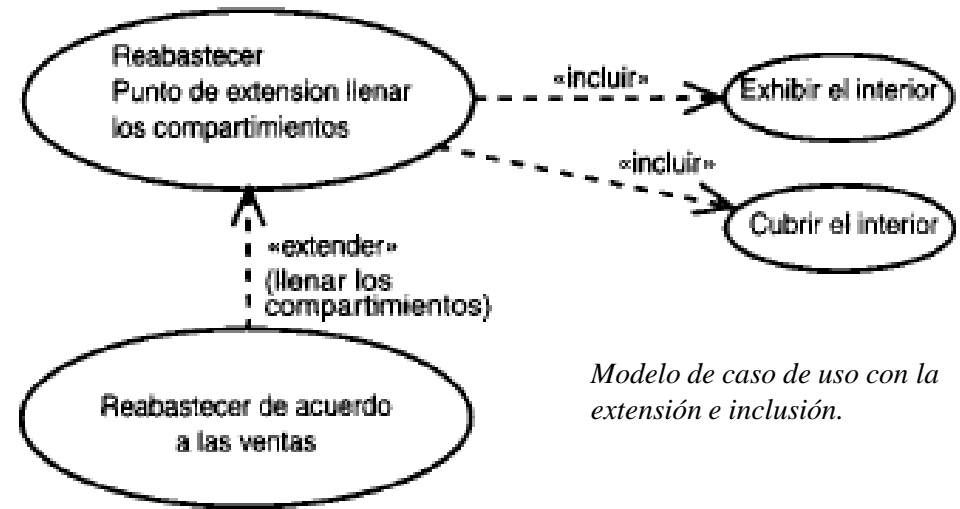 Reabastecer
Punto de extension llenar
los compartimientos
«incluir»
Exhibir el interior
«incluir»
Cubrir el interior
«extender»
(llenar los
compartimientos)
Reabastecer de acuerdo
a las ventas
Modelo de caso de uso con la
extensión e inclusión.